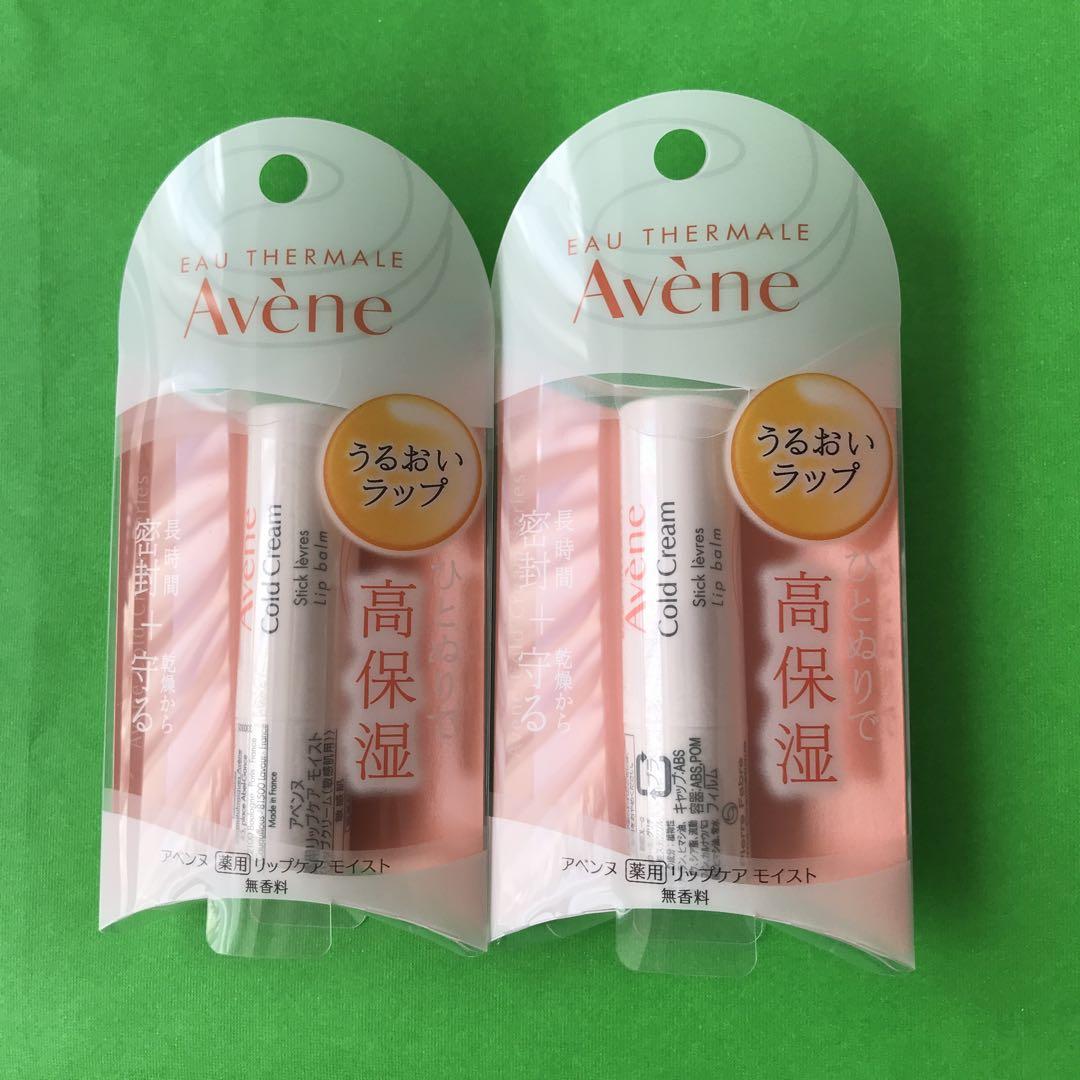 EAU THERMALE
Avène
うるおい
ラップ
長時間
密封+守る
乾燥から
Avène
Cold Cream
Stick lèvres
Lip balm
ひとぬりで
高保湿
Made in France
アペンヌ
リップケア モイスト
アベンヌ 薬用 リップケア モイスト
無香料
EAU THERMALE
Avène
うるおい
ラップ
長時間
密封+守る
乾燥から
Avène
Cold Cream
Stick lèvres
Lip balm
ひとぬりで
高保湿
プラ
キャップ:ABS
容器:ABS,POM
フィルム
アベンヌ 薬用 リップケア モイスト
無香料